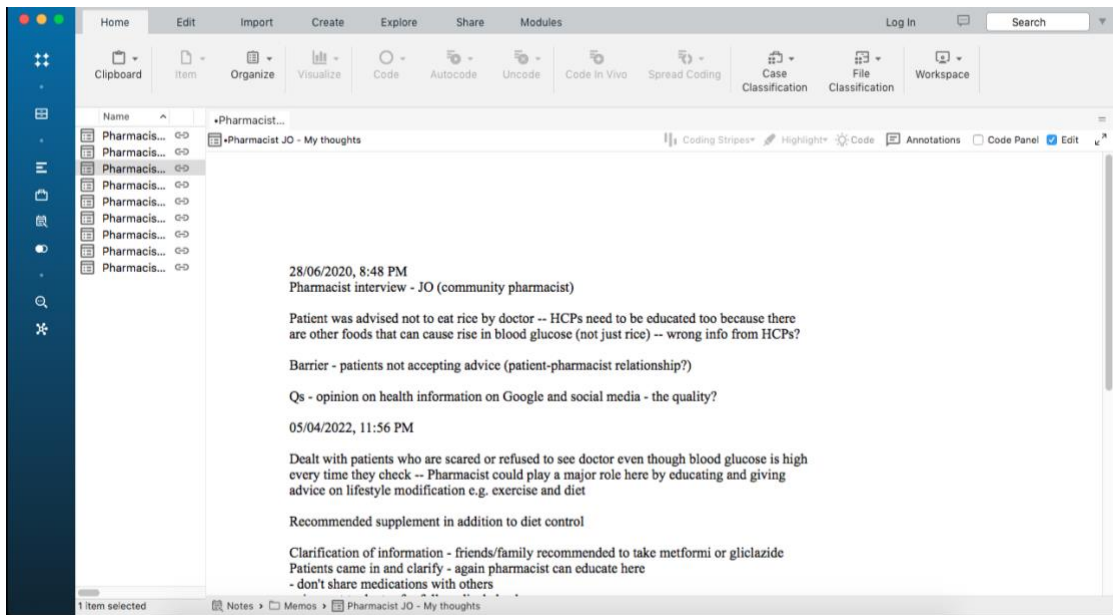 Home Edit Import Create Explore Share Modules Log In Search
Clipboard Item Organize Visualize Code Autocode Uncode Code In Vivo Spread Coding Case Classification File Classification Workspace
Name
•Pharmacist...
Pharmacis...
Pharmacis...
Pharmacis...
Pharmacis...
Pharmacis...
Pharmacis...
Pharmacis...
Pharmacis...
Pharmacis...
•Pharmacist JO - My thoughts Coding Stripes Highlight Code Annotations Code Panel Edit
28/06/2020, 8:48 PM
Pharmacist interview - JO (community pharmacist)
Patient was advised not to eat rice by doctor -- HCPs need to be educated too because there
are other foods that can cause rise in blood glucose (not just rice) -- wrong info from HCPs?
Barrier - patients not accepting advice (patient-pharmacist relationship?)
Qs - opinion on health information on Google and social media - the quality?
05/04/2022, 11:56 PM
Dealt with patients who are scared or refused to see doctor even though blood glucose is high
every time they check -- Pharmacist could play a major role here by educating and giving
advice on lifestyle modification e.g. exercise and diet
Recommended supplement in addition to diet control
Clarification of information - friends/family recommended to take metformi or gliclazide
Patients came in and clarify - again pharmacist can educate here
- don't share medications with others
1 item selected Notes › Memos › Pharmacist JO - My thoughts